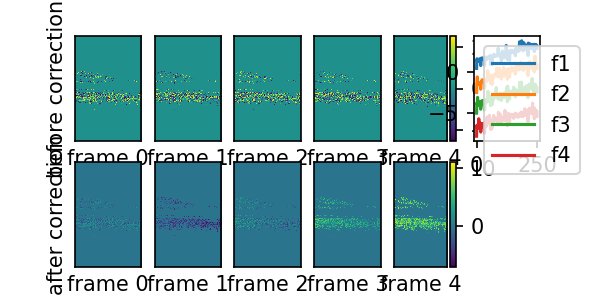 before correction
frame 0
frame 1
frame 2
frame 3
frame 4
0
−5
0
250
f1
f2
f3
f4
after correction
frame 0
frame 1
frame 2
frame 3
frame 4
10
0